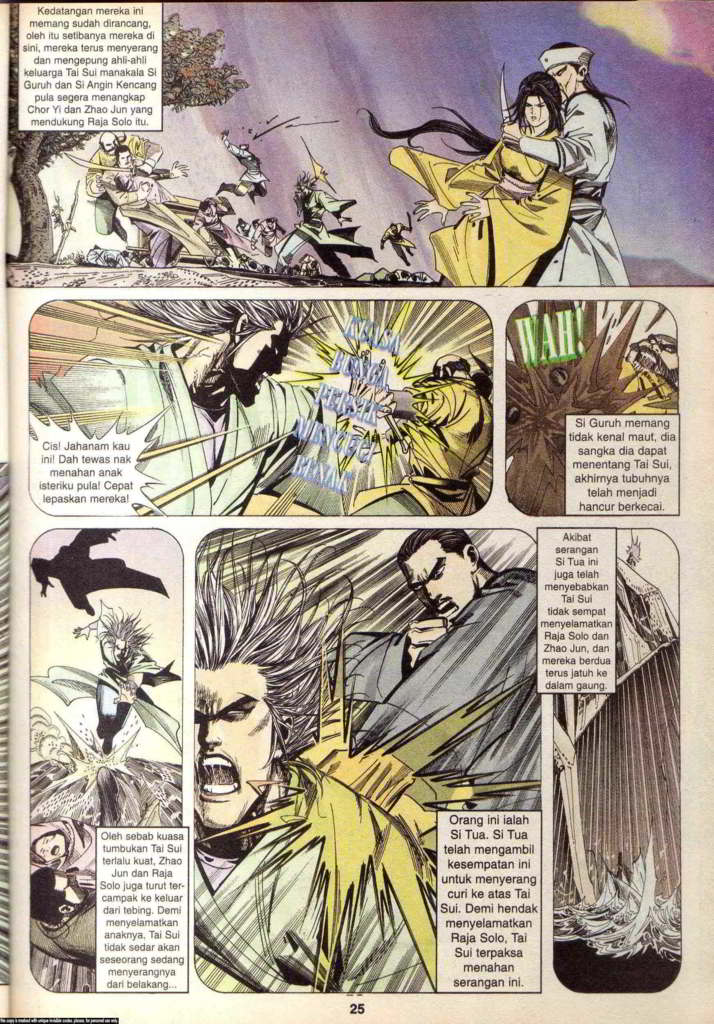 Kedatangan mereka ini
memang sudah dirancang,
oleh itu setibanya mereka di
sini, mereka terus menyerang
dan mengepung ahli-ahli
keluarga Tai Sui manakala Si
Guruh dan Si Angin Kencang
pula segera menangkap
Chor Yi dan Zhao Jun yang
mendukung Raja Solo itu.
Cis! Jahanam kau
ini! Dah tewas nak
menahan anak
isteriku pula! Cepat
lepaskan mereka!
WAH!
Si Guruh memang
tidak kenal maut, dia
sangka dia dapat
menentang Tai Sui,
akhirnya tubuhnya
telah menjadi
hancur berkecai.
Oleh sebab kuasa
tumbukan Tai Sui
terlalu kuat, Zhao
Jun dan Raja
Solo juga turut ter-
campak ke keluar
dari tebing. Demi
menyelamatkan
anaknya, Tai Sui
tidak sedar akan
seseorang sedang
menyerangnya
dari belakang...
Orang ini ialah
Si Tua. Si Tua
telah mengambil
kesempatan ini
untuk menyerang
curi ke atas Tai
Sui. Demi hendak
menyelamatkan
Raja Solo, Tai
Sui terpaksa
menahan
serangan ini.
Akibat
serangan
Si Tua ini
juga telah
menyebabkan
Tai Sui
tidak sempat
menyelamatkan
Raja Solo dan
Zhao Jun, dan
mereka berdua
terus jatuh ke
dalam gaung.
25